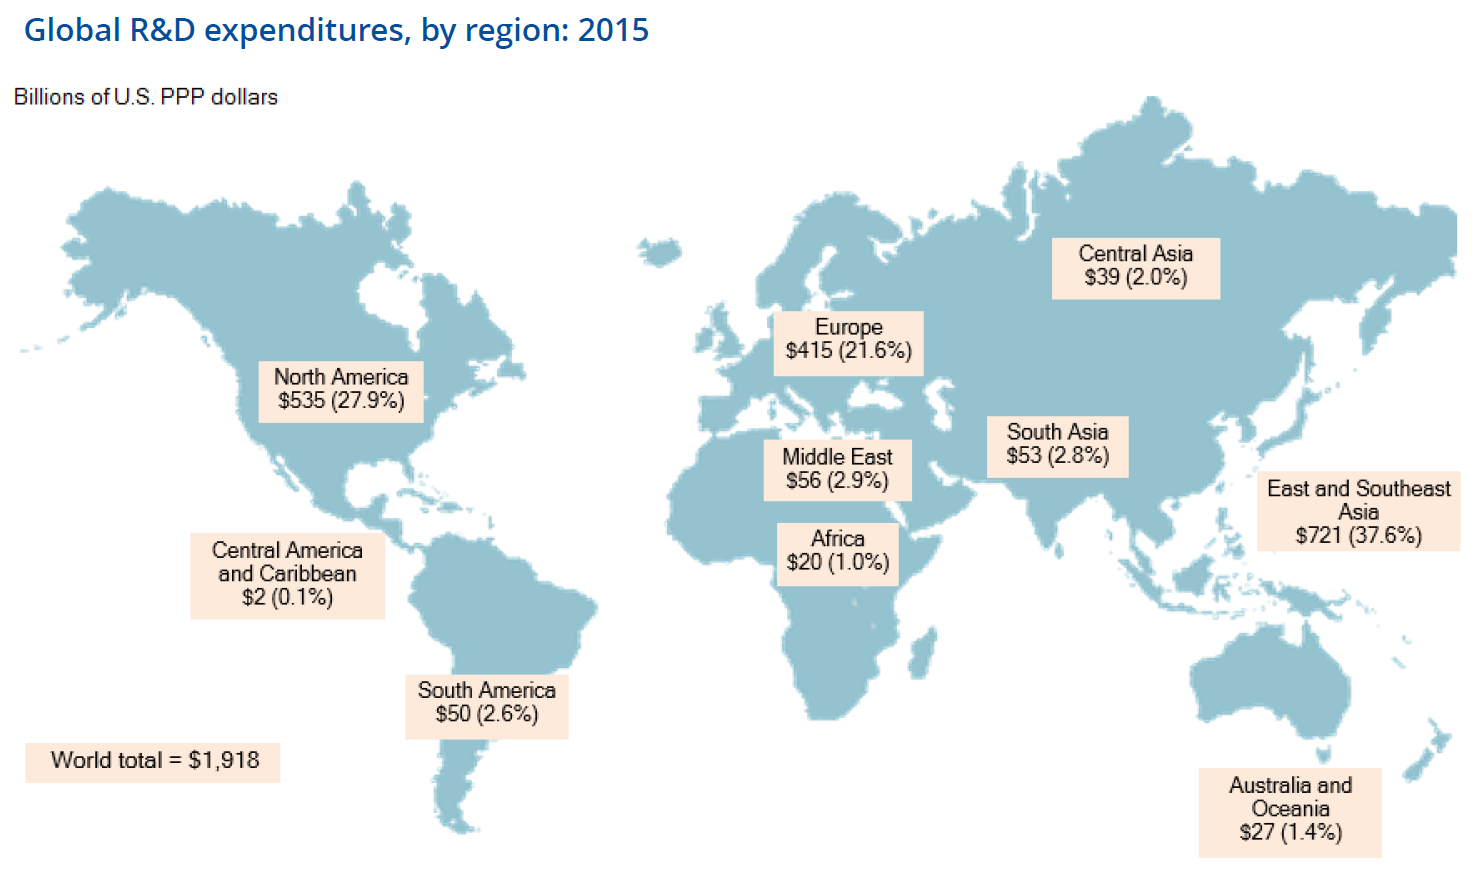 Global R&D expenditures, by region: 2015
Billions of U.S. PPP dollars
Central Asia
$39 (2.0%)
Europe
$415 (21.6%)
North America
$535 (27.9%)
South Asia
$53 (2.8%)
Middle East
$56 (2.9%)
East and Southeast
Asia
$721 (37.6%)
Africa
$20 (1.0%)
Central America
and Caribbean
$2 (0.1%)
South America
$50 (2.6%)
World total = $1,918
Australia and
Oceania
$27 (1.4%)